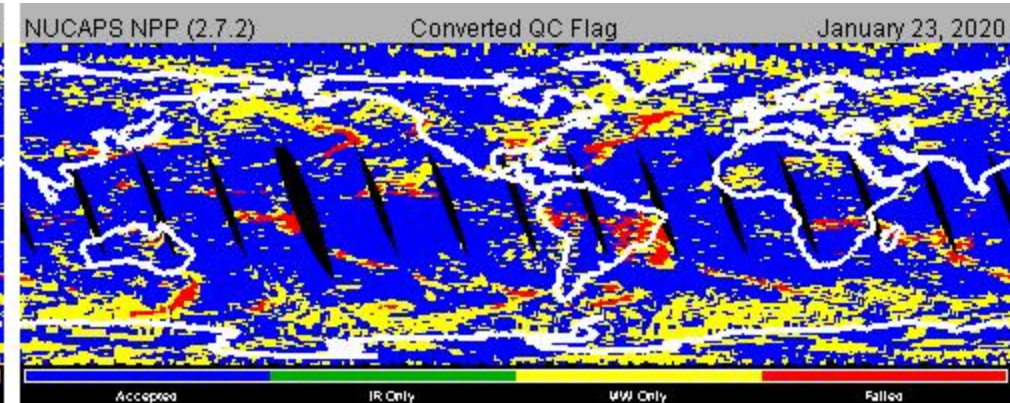 NUCAPS NPP (2.7.2) Converted QC Flag January 23, 2020
Accepted IR Only MW Only Failed